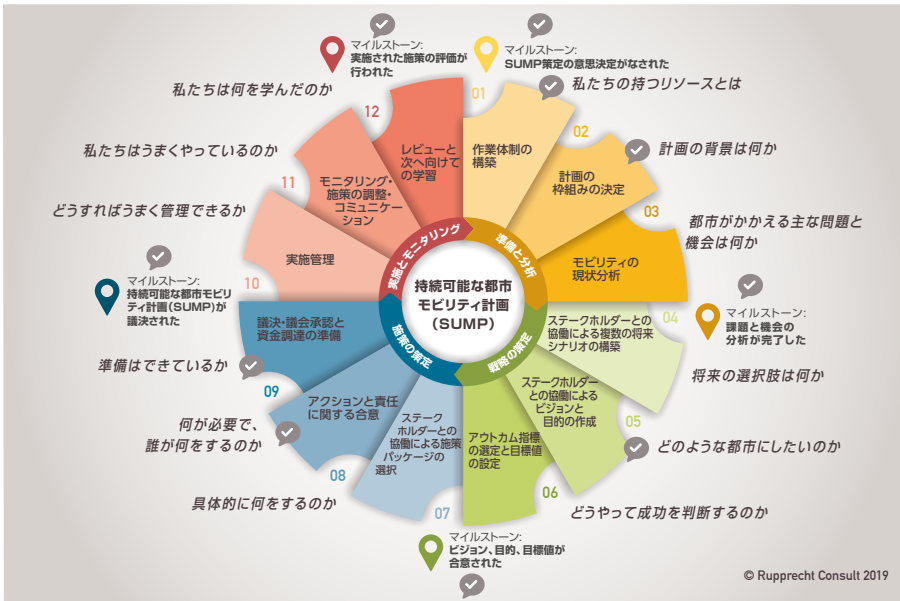 マイルストーン:
実施された施策の評価が
行われた
マイルストーン:
SUMP策定の意思決定がなされた
私たちは何を学んだのか
私たちの持つリソースとは
12
レビューと
次へ向けて
の学習
01
作業体制の
構築
02
計画の
枠組みの決定
計画の背景は何か
私たちはうまくやっているのか
11
モニタリング・
施策の調整・
コミュニケー
ション
03
モビリティの
現状分析
都市がかかえる主な問題と
機会は何か
どうすればうまく管理できるか
10
実施管理
実施とモニタリング
準備と分析
持続可能な都市
モビリティ計画
(SUMP)
施策の策定
戦略の策定
マイルストーン:
持続可能な都市モビリ
ティ計画(SUMP)が
議決された
議決・議会承認と
資金調達の準備
04
ステークホルダーとの
協働による複数の将来
シナリオの構築
マイルストーン:
課題と機会の
分析が完了した
準備はできているか
09
アクションと責任
に関する合意
将来の選択肢は何か
05
ステークホルダー
との協働による
ビジョンと
目的の作成
何が必要で、
誰が何をするのか
08
ステーク
ホルダーとの
協働による施策
パッケージの
選択
アウトカム指標
の選定と目標値
の設定
どのような都市にしたいのか
具体的に何をするのか
07
06
どうやって成功を判断するのか
マイルストーン:
ビジョン、目的、目標値が
合意された
© Rupprecht Consult 2019